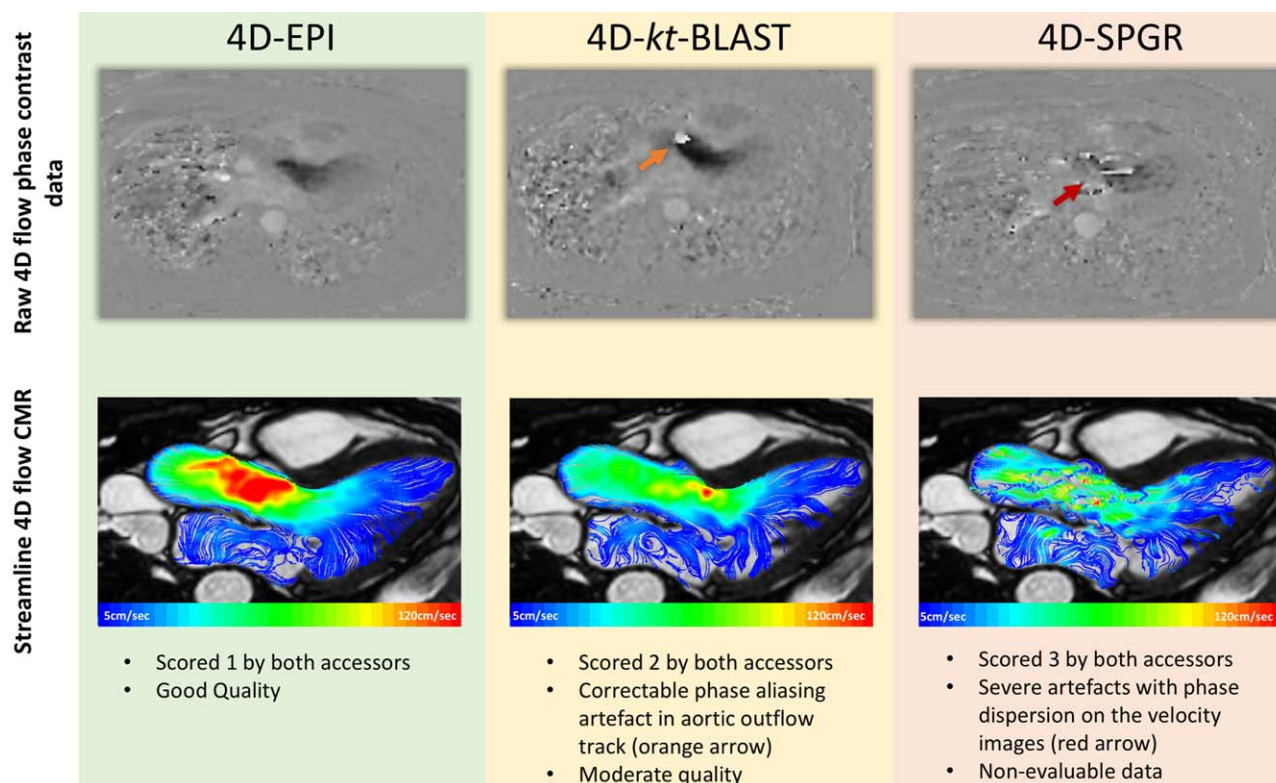 4D-EPI
4D-kt-BLAST
4D-SPGR
Raw 4D flow phase contrast
data
Streamline 4D flow CMR
5cm/sec
120cm/sec
5cm/sec
120cm/sec
5cm/sec
120cm/sec
• Scored 1 by both accessors
• Good Quality
• Scored 2 by both accessors
• Correctable phase aliasing
artefact in aortic outflow
track (orange arrow)
• Moderate quality
• Scored 3 by both accessors
• Severe artefacts with phase
dispersion on the velocity
images (red arrow)
• Non-evaluable data